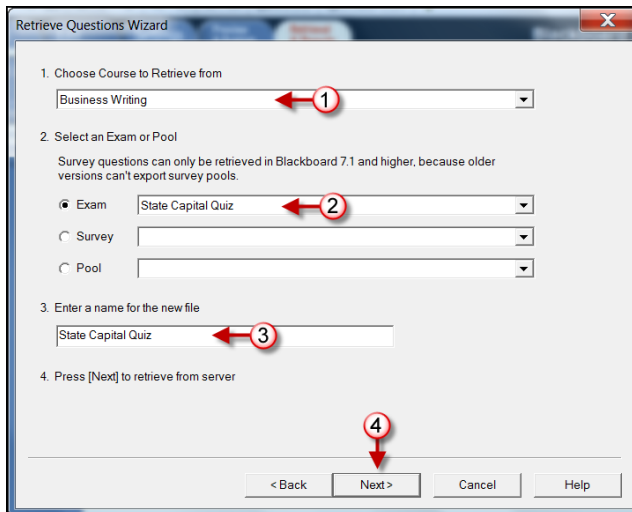 Retrieve Questions Wizard
1. Choose Course to Retrieve from
Business Writing
1
2. Select an Exam or Pool
Survey questions can only be retrieved in Blackboard 7.1 and higher, because older
versions can't export survey pools.
Exam
State Capital Quiz
2
Survey
Pool
3. Enter a name for the new file
State Capital Quiz
3
4. Press [Next] to retrieve from server
4
< Back
Next >
Cancel
Help